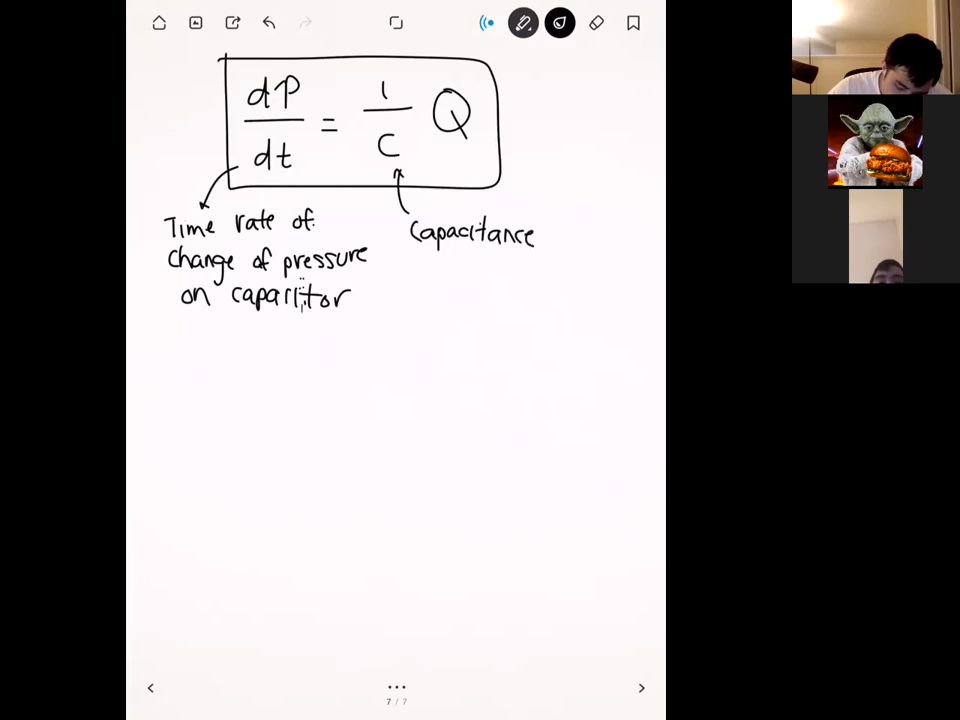 dP/dt = 1/C Q
Time rate of
change of pressure
on capacitor
Capacitance
7 / 7